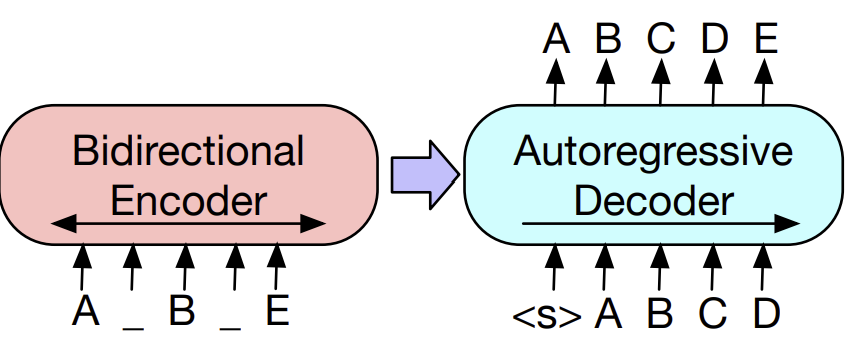 A B C D E
Bidirectional
Encoder
Autoregressive
Decoder
A _ B _ E
<s> A B C D